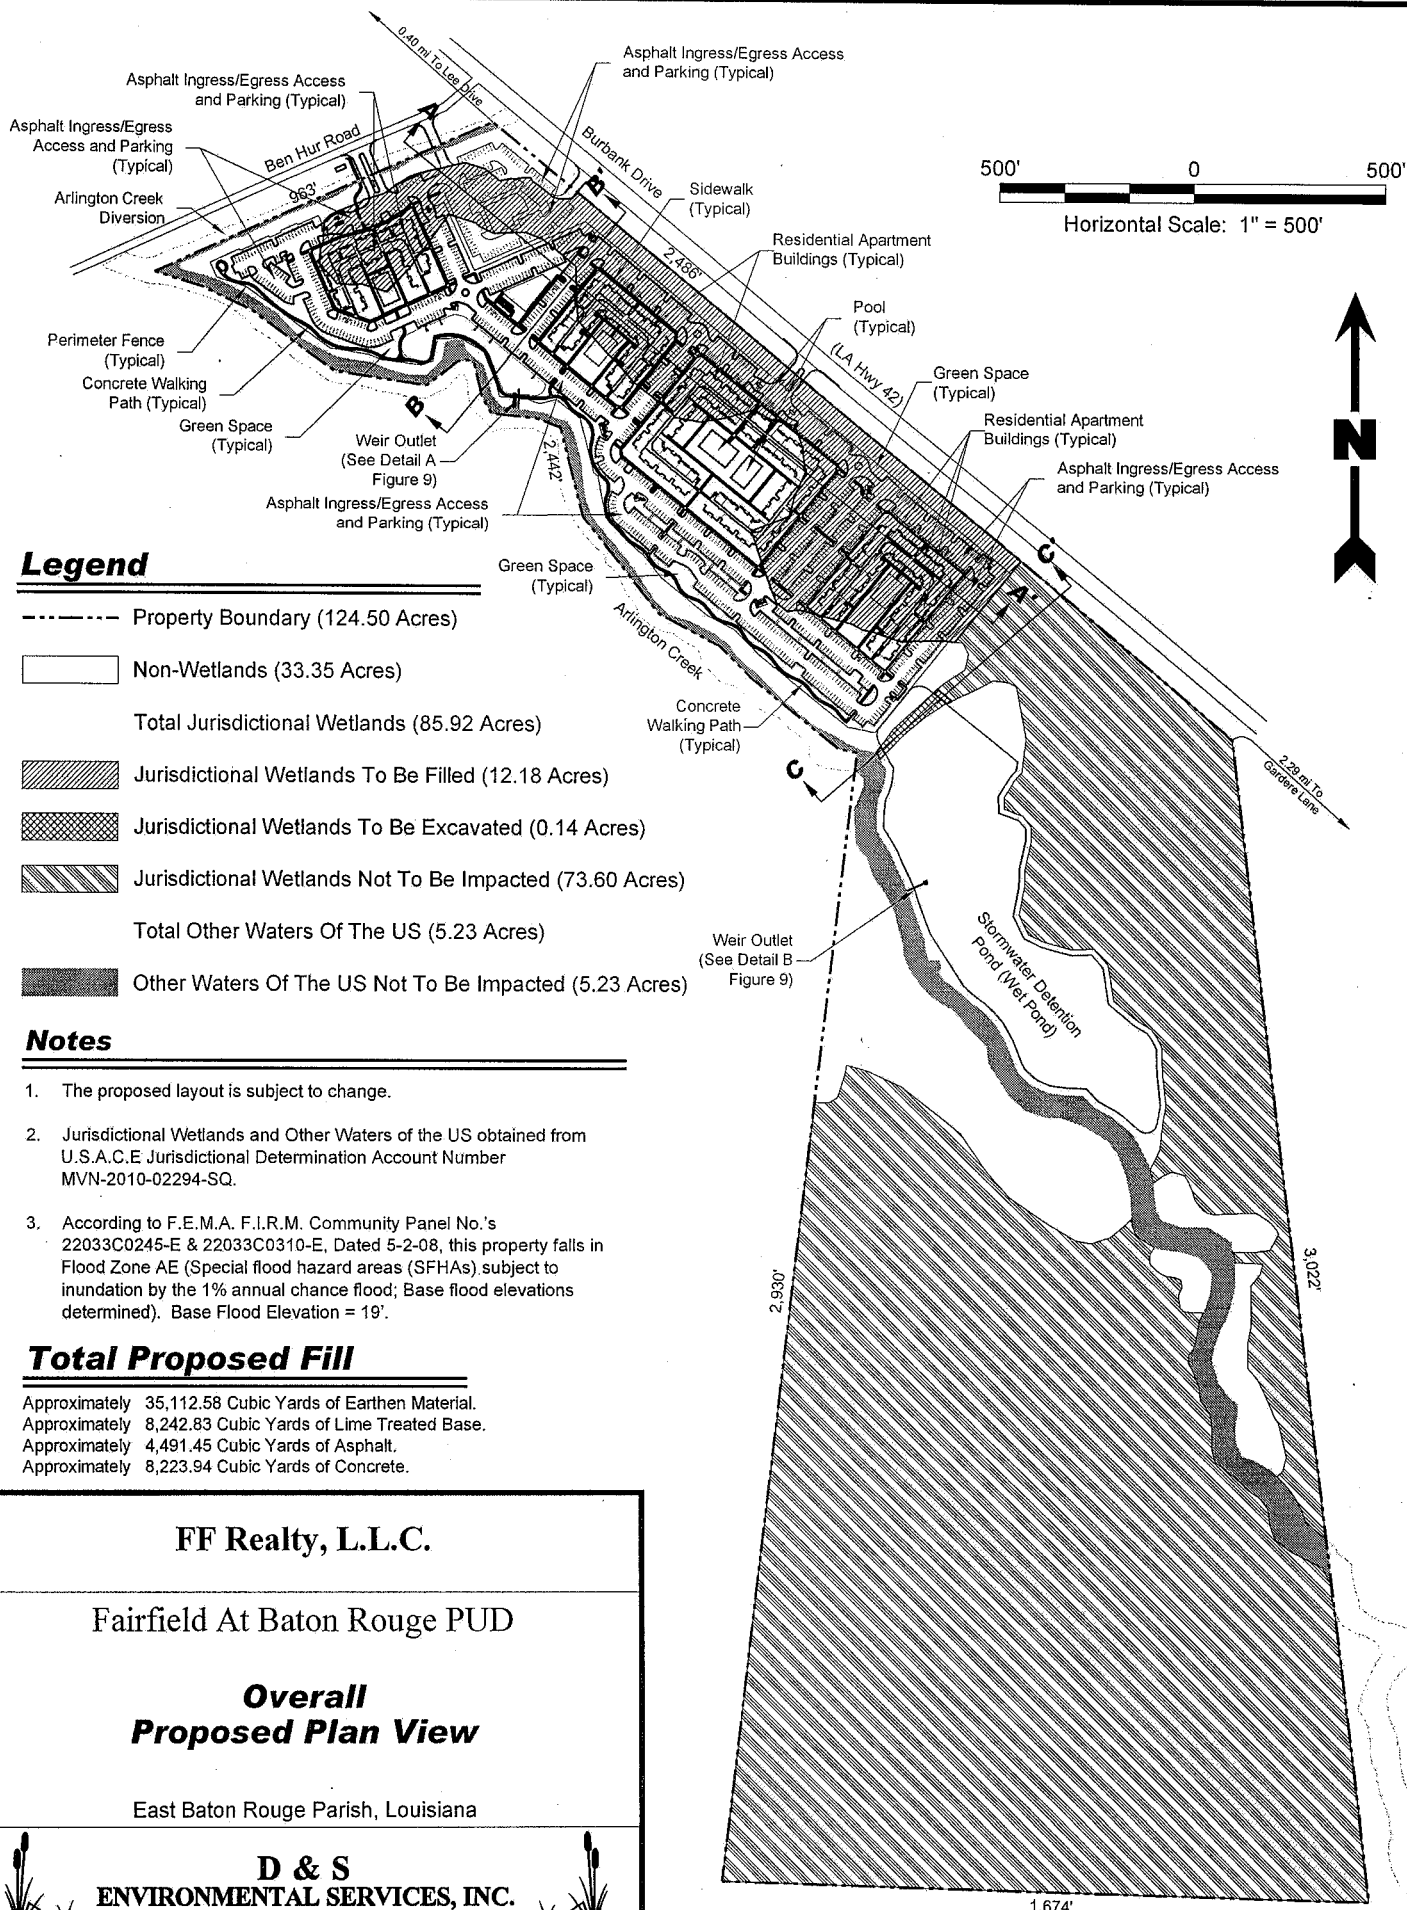 0.40 mi To Lee Drive
Asphalt Ingress/Egress Access
and Parking (Typical)
Asphalt Ingress/Egress Access
and Parking (Typical)
A
Asphalt Ingress/Egress
Access and Parking
(Typical)
Ben Hur Road
963'
Burbank Drive
B'
Arlington Creek
Diversion
Sidewalk
(Typical)
500'
0
500'
Horizontal Scale: 1" = 500'
2,486'
Residential Apartment
Buildings (Typical)
Pool
(Typical)
(LA Hwy 42)
N
Perimeter Fence
(Typical)
Concrete Walking
Path (Typical)
Green Space
(Typical)
B
Green Space
(Typical)
Residential Apartment
Buildings (Typical)
Weir Outlet
(See Detail A
Figure 9)
2,442'
Asphalt Ingress/Egress Access
and Parking (Typical)
Asphalt Ingress/Egress Access
and Parking (Typical)
Green Space
(Typical)
C'
A'
Arlington Creek
Concrete
Walking Path
(Typical)
C
2.29 mi To
Gardere Lane
Legend
Property Boundary (124.50 Acres)
Non-Wetlands (33.35 Acres)
Total Jurisdictional Wetlands (85.92 Acres)
Jurisdictional Wetlands To Be Filled (12.18 Acres)
Jurisdictional Wetlands To Be Excavated (0.14 Acres)
Jurisdictional Wetlands Not To Be Impacted (73.60 Acres)
Total Other Waters Of The US (5.23 Acres)
Other Waters Of The US Not To Be Impacted (5.23 Acres)
Weir Outlet
(See Detail B
Figure 9)
Stormwater Detention
Pond (Wet Pond)
2,930'
3,022'
1,674'
Notes
1. The proposed layout is subject to change.
2. Jurisdictional Wetlands and Other Waters of the US obtained from
U.S.A.C.E Jurisdictional Determination Account Number
MVN-2010-02294-SQ.
3. According to F.E.M.A. F.I.R.M. Community Panel No.'s
22033C0245-E & 22033C0310-E, Dated 5-2-08, this property falls in
Flood Zone AE (Special flood hazard areas (SFHAs) subject to
inundation by the 1% annual chance flood; Base flood elevations
determined). Base Flood Elevation = 19'.
Total Proposed Fill
Approximately 35,112.58 Cubic Yards of Earthen Material.
Approximately 8,242.83 Cubic Yards of Lime Treated Base.
Approximately 4,491.45 Cubic Yards of Asphalt.
Approximately 8,223.94 Cubic Yards of Concrete.
FF Realty, L.L.C.
Fairfield At Baton Rouge PUD
Overall
Proposed Plan View
East Baton Rouge Parish, Louisiana
D & S
ENVIRONMENTAL SERVICES, INC.